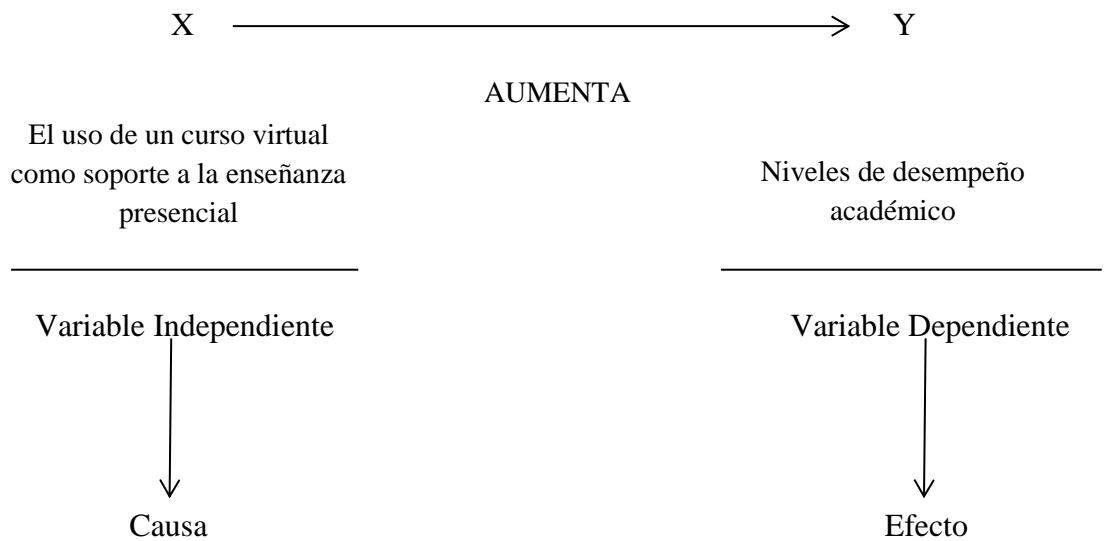 X
Y
AUMENTA
El uso de un curso virtual
como soporte a la enseñanza
presencial
Niveles de desempeño
académico
Variable Independiente
Variable Dependiente
Causa
Efecto